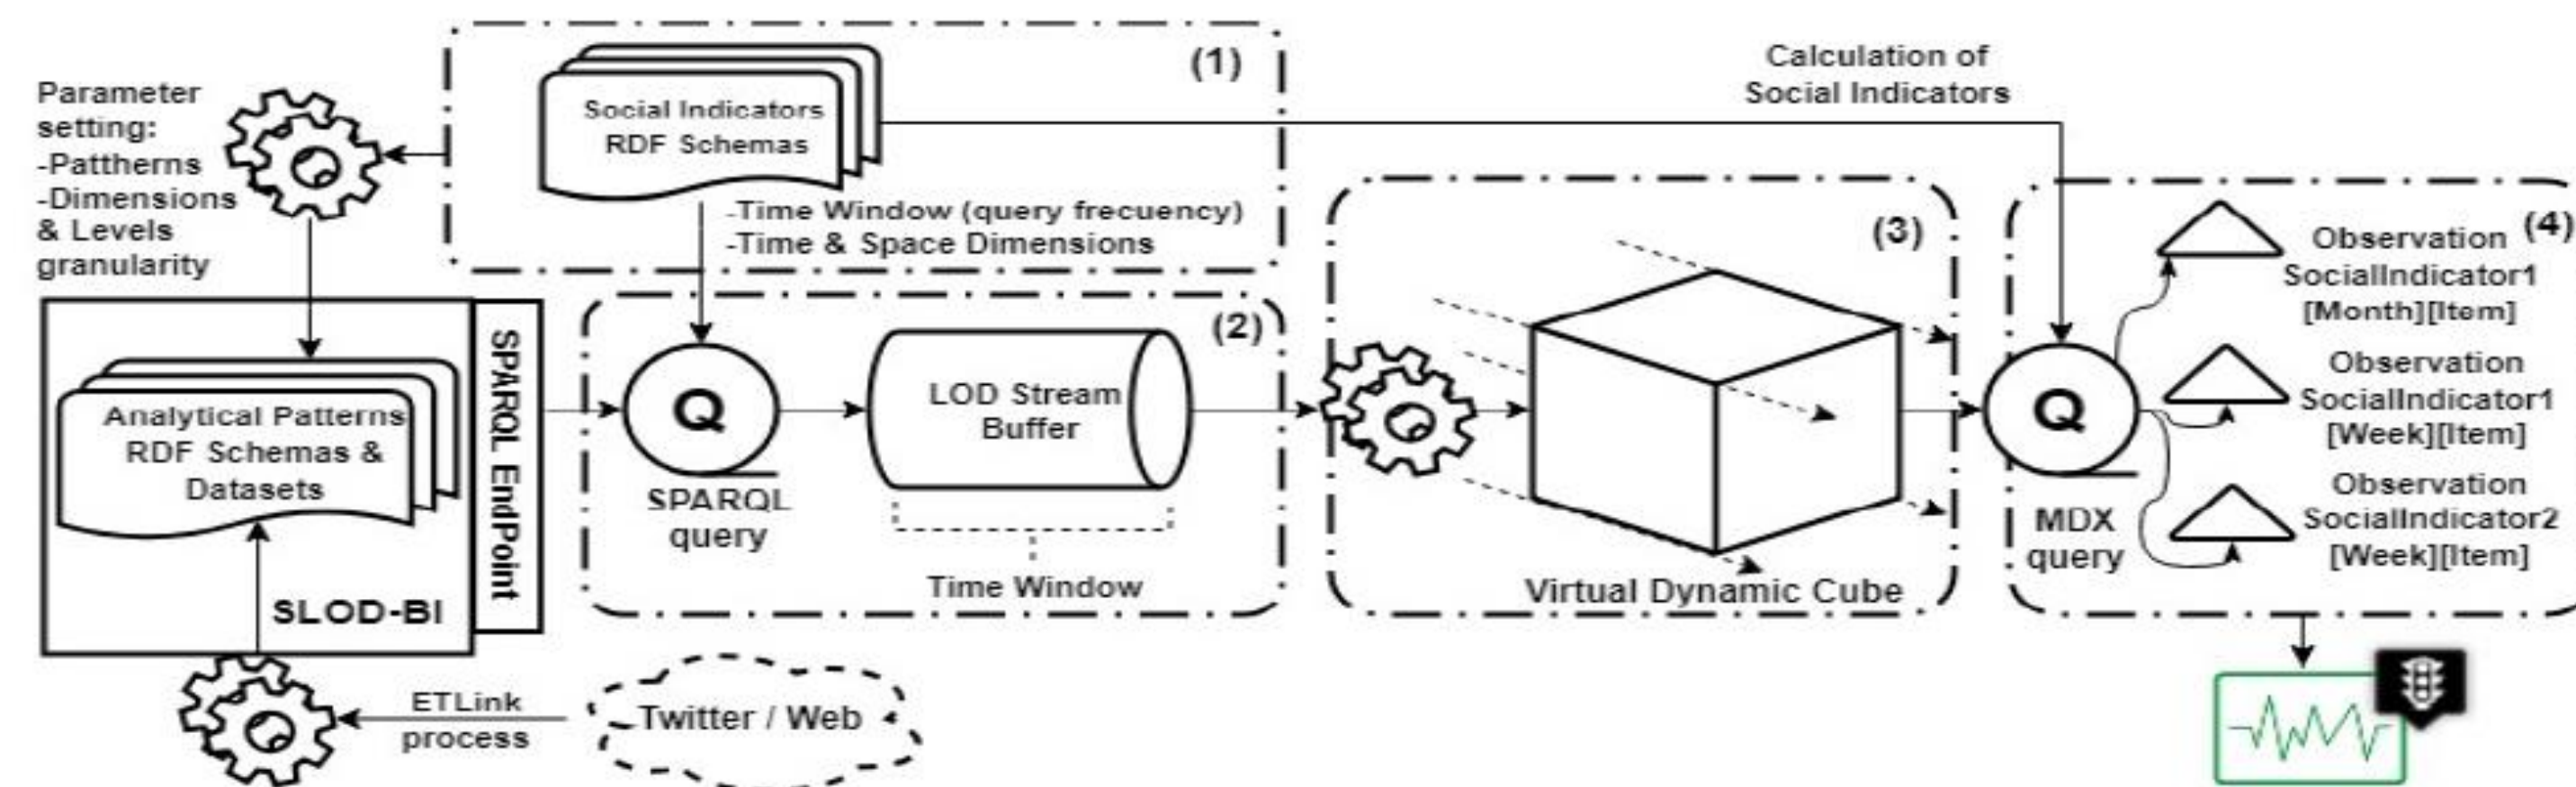 Parameter
setting:
-Pattherns
-Dimensions
& Levels
granularity
(1)
Social Indicators
RDF Schemas
-Time Window (query frecuency)
-Time & Space Dimensions
Calculation of
Social Indicators
Analytical Patterns
RDF Schemas &
Datasets
SLOD-BI
SPARQL EndPoint
ETLink
process
Twitter / Web
(2)
Q
SPARQL
query
LOD Stream
Buffer
Time Window
(3)
Virtual Dynamic Cube
(4)
Q
MDX
query
Observation
SocialIndicator1
[Month][Item]
Observation
SocialIndicator1
[Week][Item]
Observation
SocialIndicator2
[Week][Item]